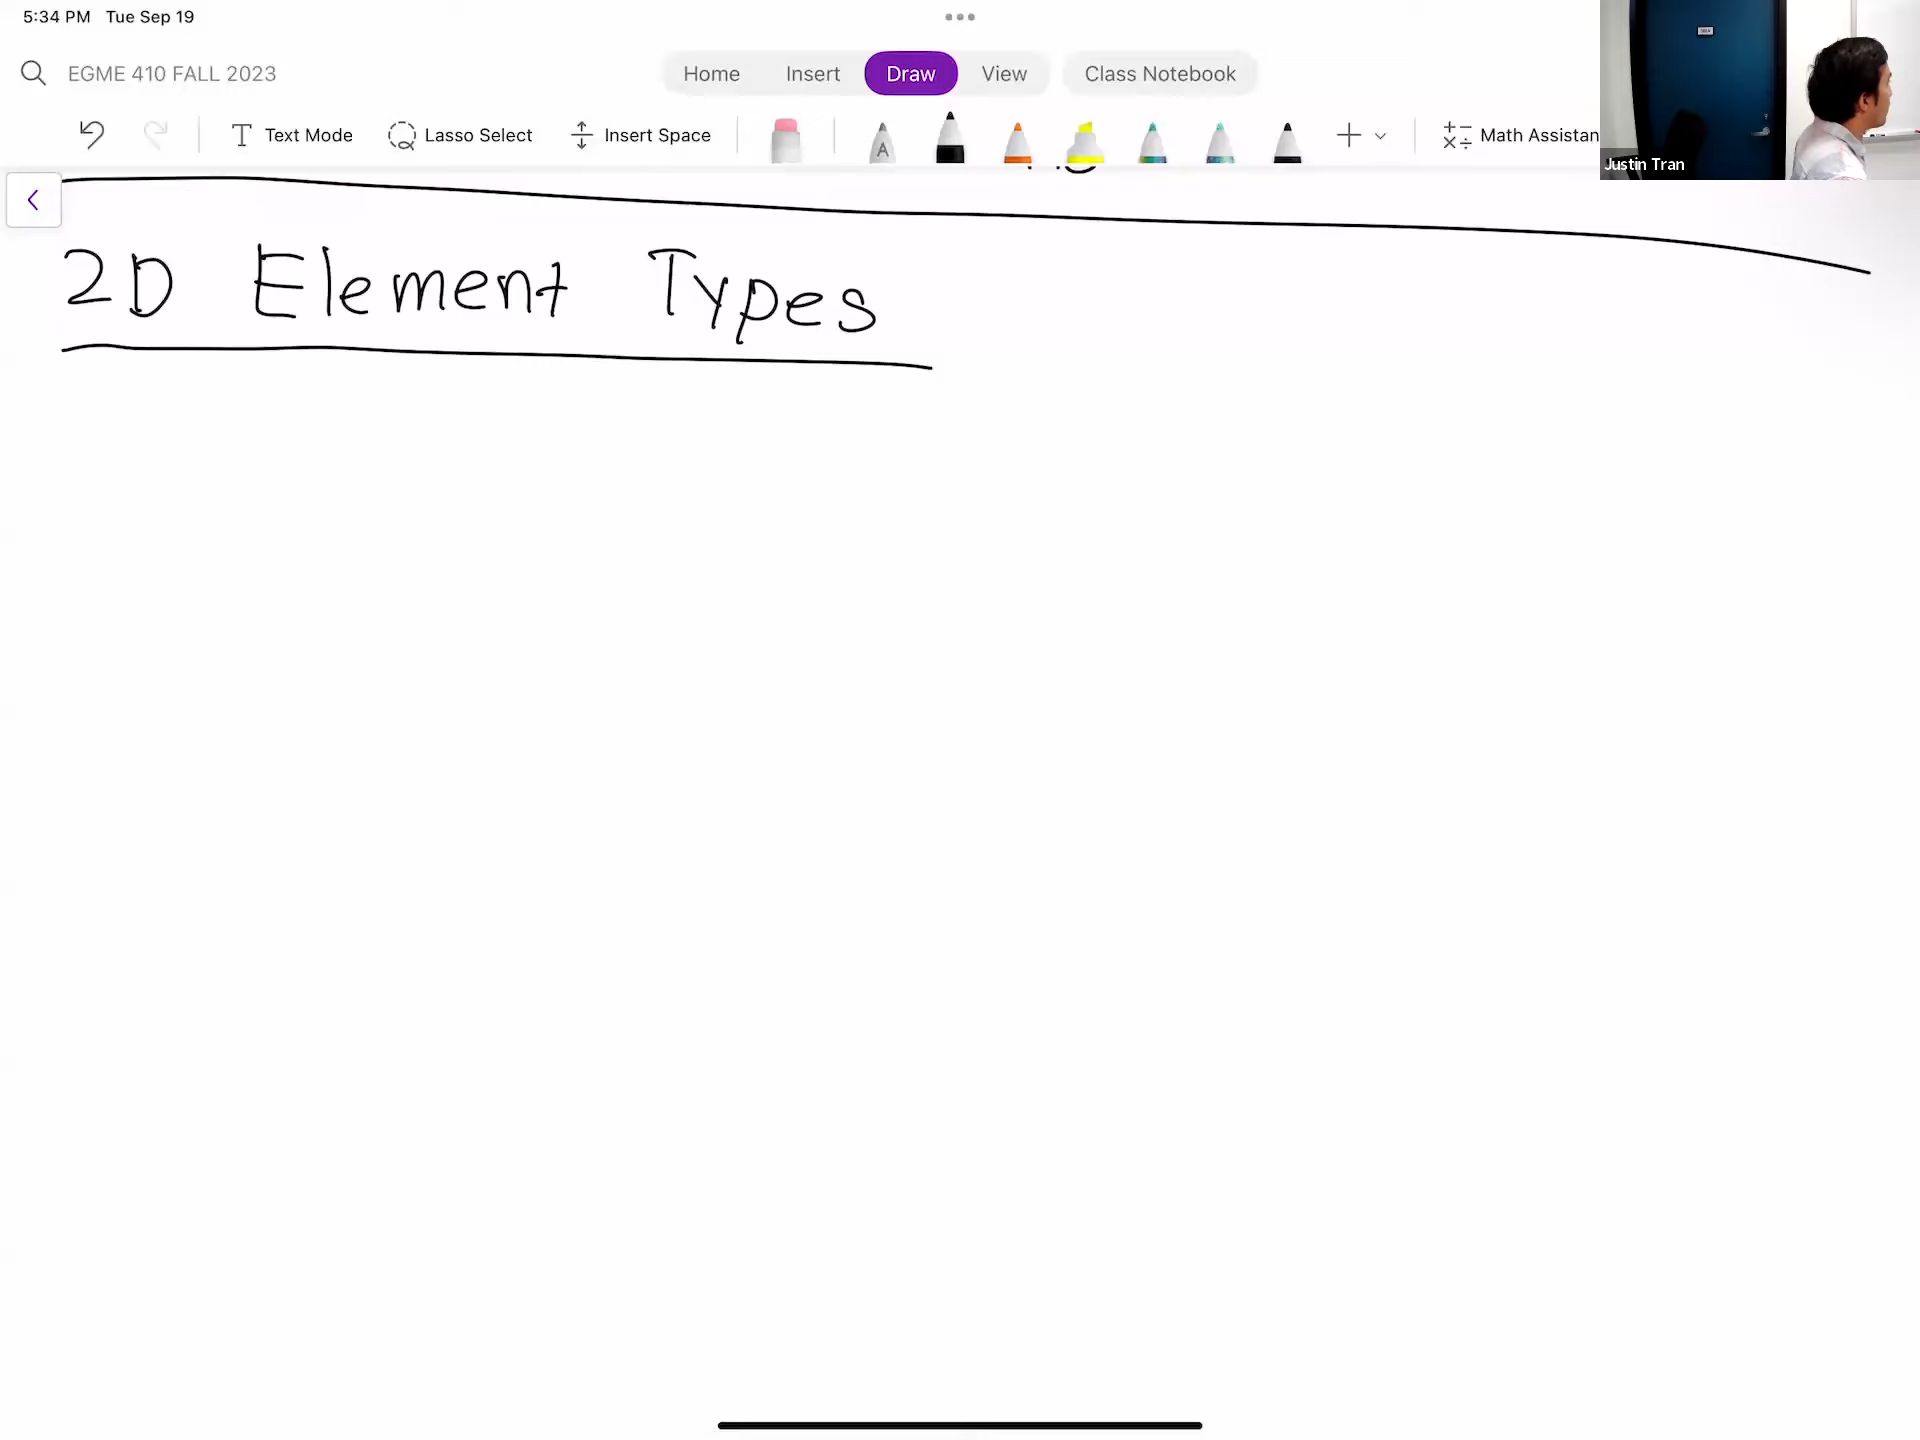 5:34 PM Tue Sep 19
EGME 410 FALL 2023
Home Insert Draw View Class Notebook
Text Mode Lasso Select Insert Space A Math Assistan
Justin Tran
2D Element Types